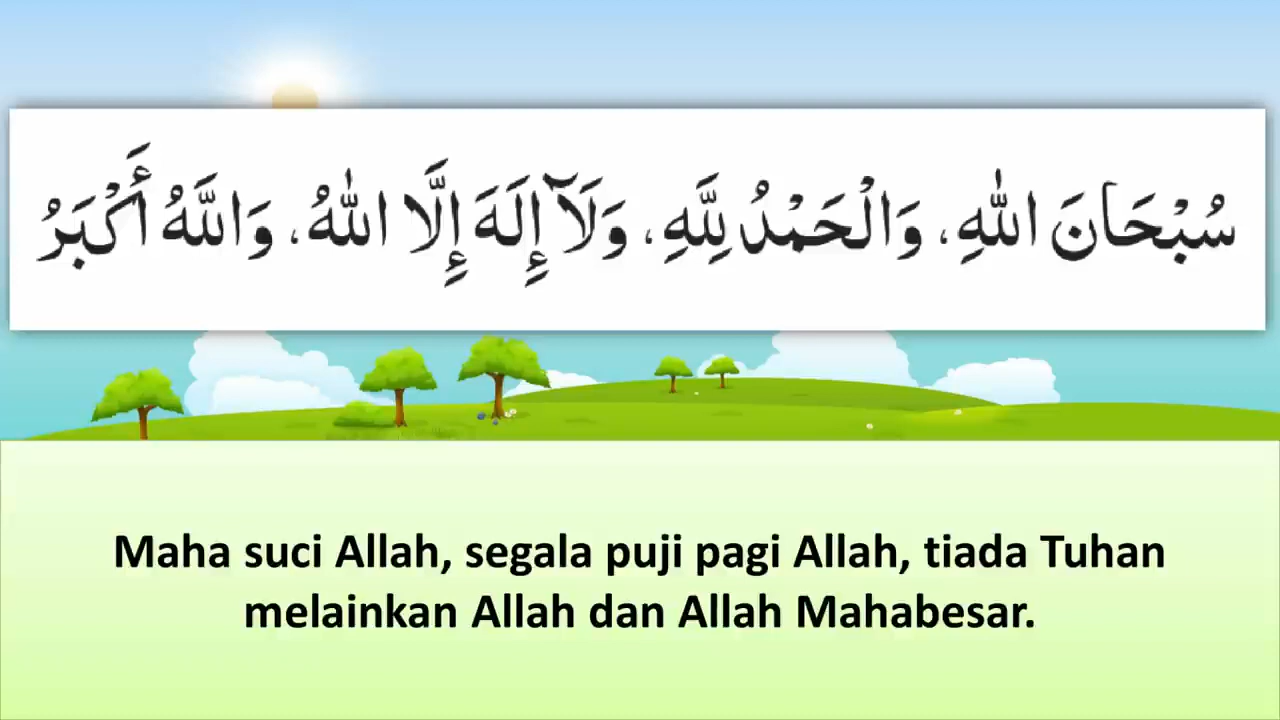 سُبْحَانَ اللهِ، وَالْحَمْدُ لِلَّهِ، وَلَآ إِلَهَ إِلَّا اللهُ، وَاللَّهُ أَكْبَرُ
Maha suci Allah, segala puji pagi Allah, tiada Tuhan
melainkan Allah dan Allah Mahabesar.